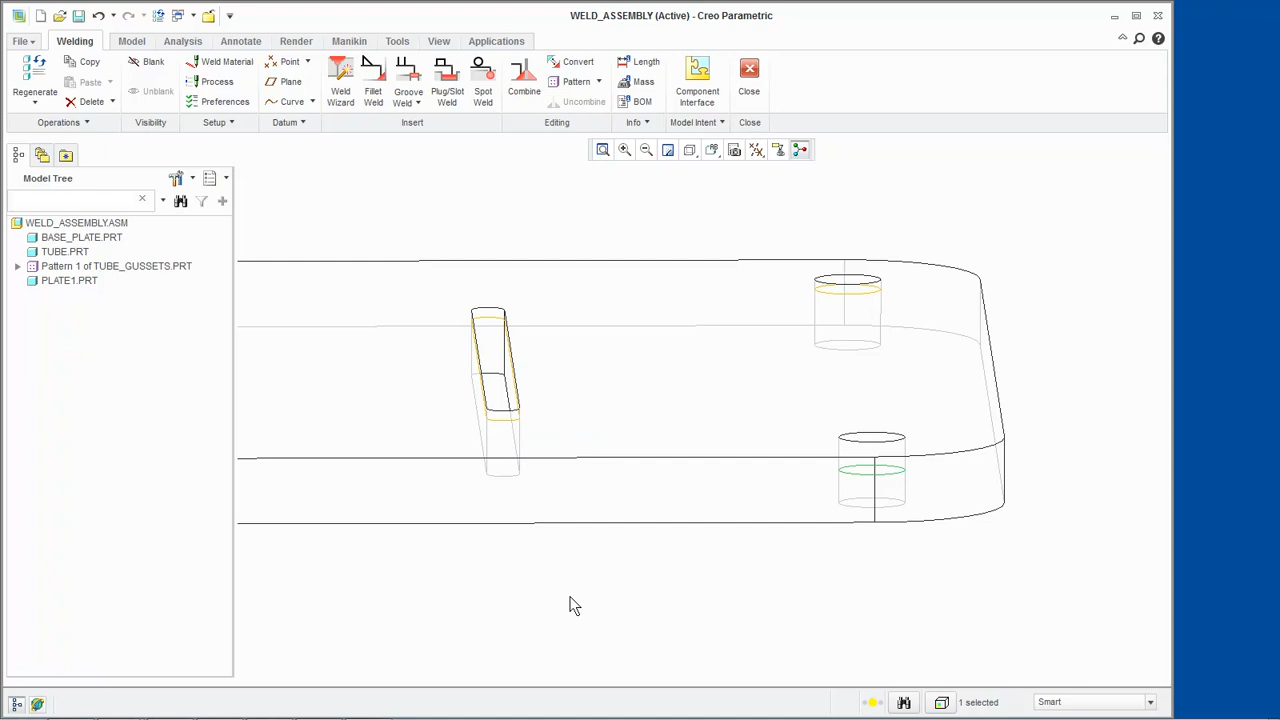 WELD_ASSEMBLY (Active) - Creo Parametric
File Welding Model Analysis Annotate Render Manikin Tools View Applications
Regenerate
Copy
Paste
Delete
Blank
Unblank
Weld Material
Process
Preferences
Point
Plane
Curve
Weld Wizard
Fillet Weld
Groove Weld
Plug/Slot Weld
Spot Weld
Combine
Convert
Pattern
Uncombine
Length
Mass
BOM
Component Interface
Close
Operations Visibility Setup Datum Insert Editing Info Model Intent Close
Model Tree
WELD_ASSEMBLY.ASM
BASE_PLATE.PRT
TUBE.PRT
Pattern 1 of TUBE_GUSSETS.PRT
PLATE1.PRT
1 selected
Smart